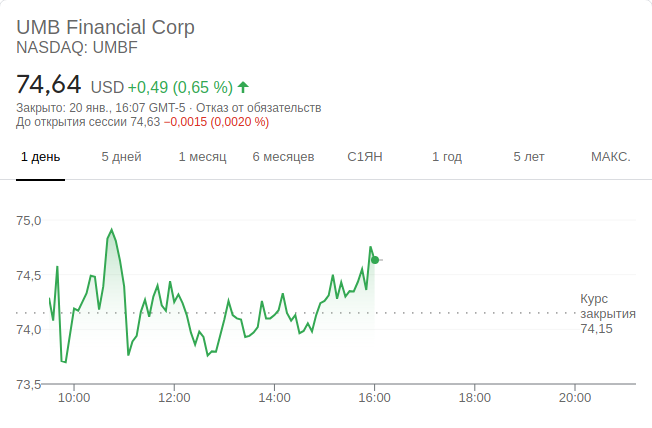 UMB Financial Corp
NASDAQ: UMBF
74,64 USD +0,49 (0,65 %)
Закрыто: 20 янв., 16:07 GMT-5 · Отказ от обязательств
До открытия сессии 74,63 −0,0015 (0,0020 %)
1 день 5 дней 1 месяц 6 месяцев С1ЯН 1 год 5 лет МАКС.
75,0
74,5
Курс
закрытия
74,15
74,0
73,5
10:00 12:00 14:00 16:00 18:00 20:00